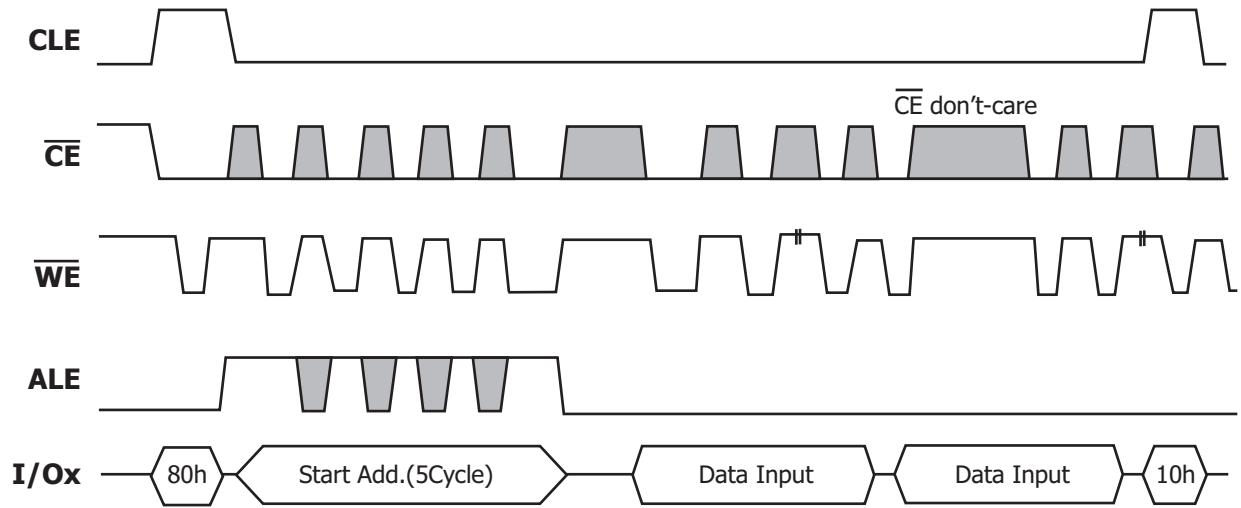 CLE
CE don't-care
CE
WE
ALE
I/Ox 80h Start Add.(5Cycle) Data Input Data Input 10h